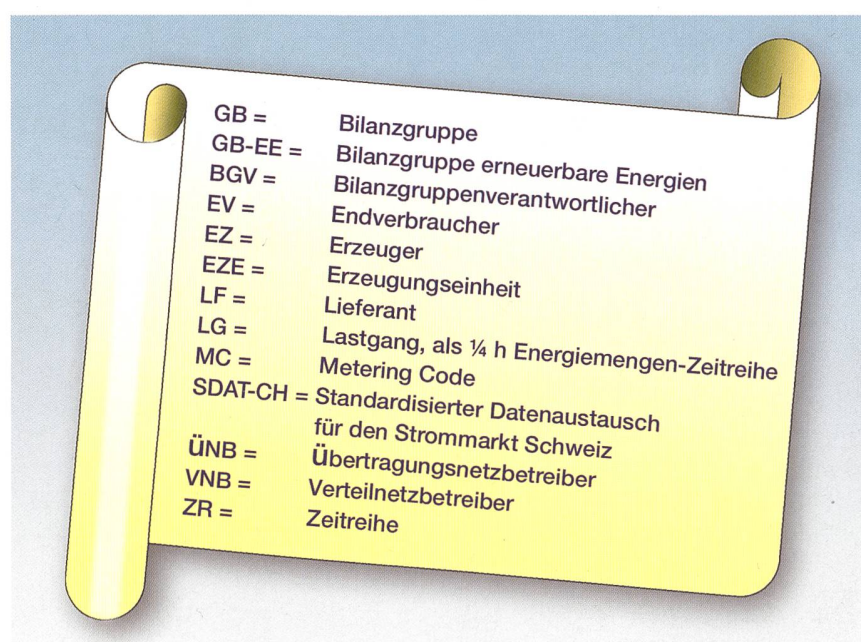 GB = Bilanzgruppe
GB-EE = Bilanzgruppe erneuerbare Energien
BGV = Bilanzgruppenverantwortlicher
EV = Endverbraucher
EZ = Erzeuger
EZE = Erzeugungseinheit
LF = Lieferant
LG = Lastgang, als ¼ h Energiemengen-Zeitreihe
MC = Metering Code
SDAT-CH = Standardisierter Datenaustausch
für den Strommarkt Schweiz
ÜNB = Übertragungsnetzbetreiber
VNB = Verteilnetzbetreiber
ZR = Zeitreihe